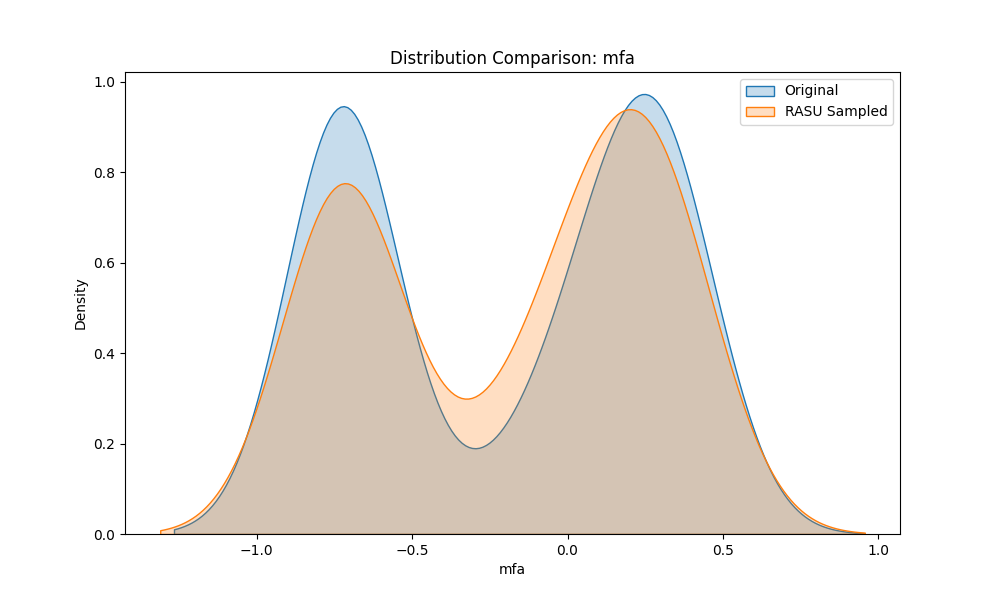 Distribution Comparison: mfa
Original
RASU Sampled
Density
1.0
0.8
0.6
0.4
0.2
0.0
−1.0
−0.5
0.0
0.5
1.0
mfa